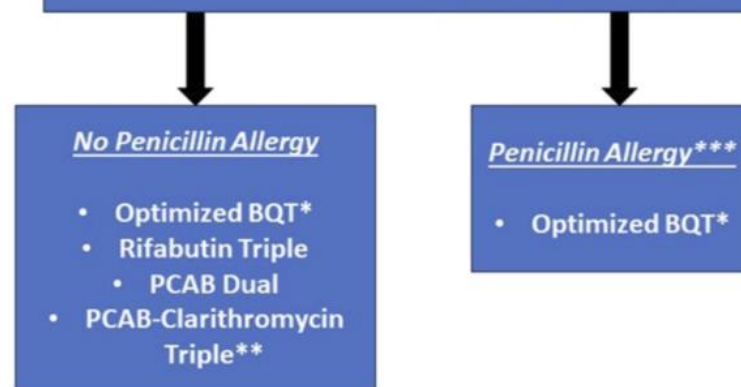 No Penicillin Allergy
• Optimized BQT*
• Rifabutin Triple
• PCAB Dual
• PCAB-Clarithromycin
Triple**
Penicillin Allergy***
• Optimized BQT*